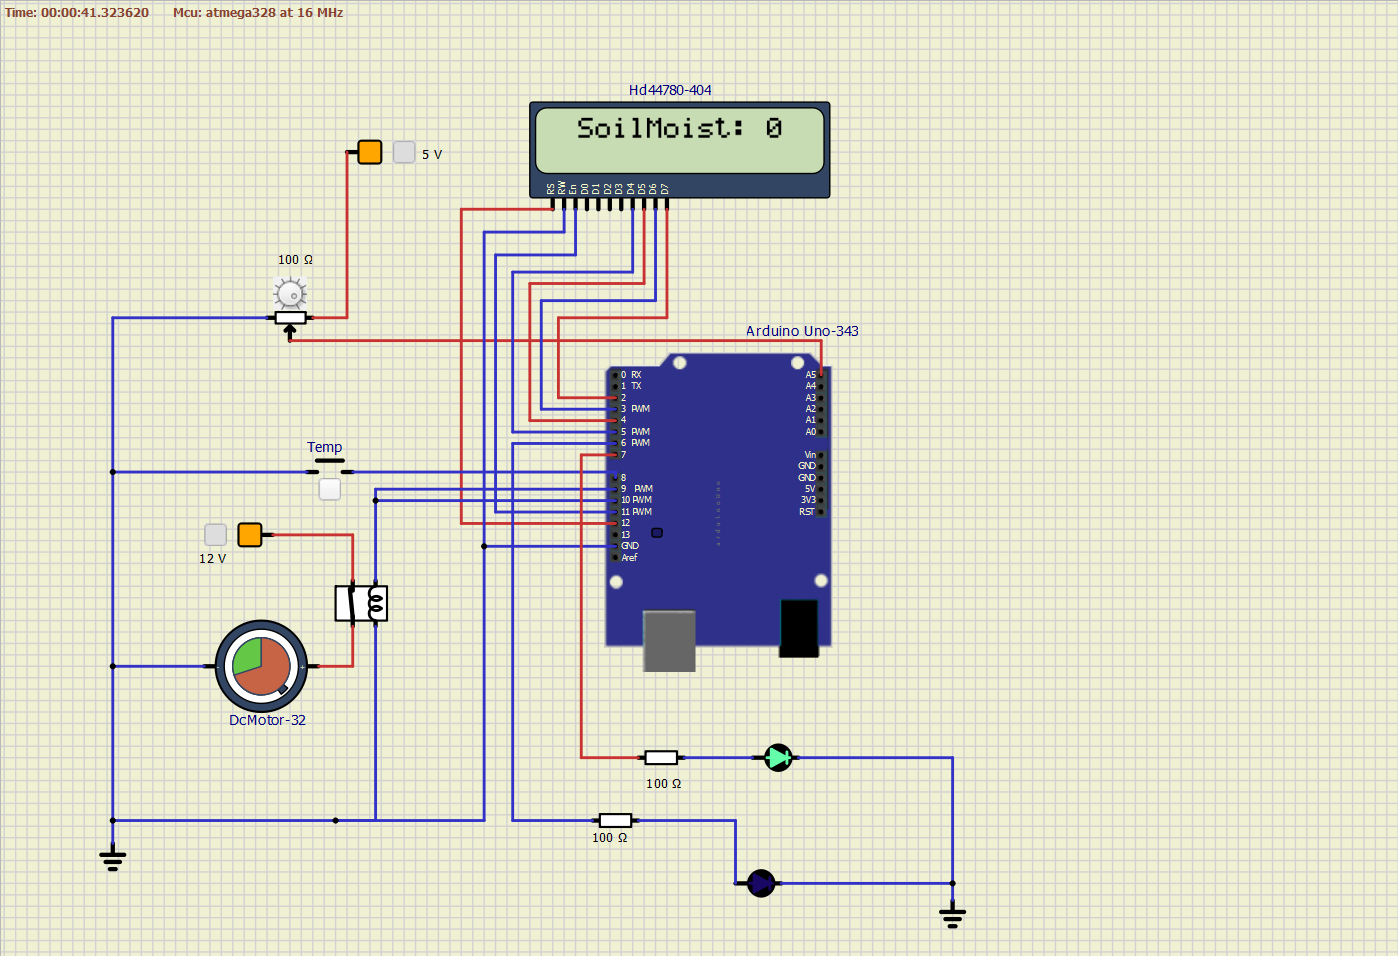 Time: 00:00:41.323620 Mcu: atmega328 at 16 MHz
Hd44780-404
SoilMoist: 0
RS RW En D0 D1 D2 D3 D4 D5 D6 D7
5 V
100 Ω
Arduino Uno-343
0 RX
1 TX
2
3 PWM
4
5 PWM
6 PWM
7
8
9 PWM
10 PWM
11 PWM
12
13
GND
Aref
A5
A4
A3
A2
A1
A0
Vin
GND
GND
5V
3V3
RST
arduino uno
Temp
12 V
- +
DcMotor-32
100 Ω
100 Ω